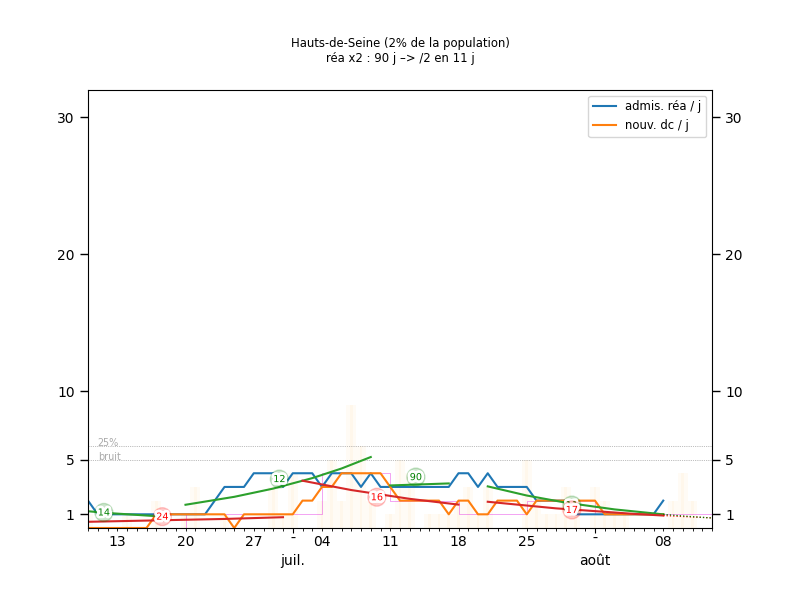 Hauts-de-Seine (2% de la population)
réa x2 : 90 j –> /2 en 11 j
admis. réa / j
nouv. dc / j
30 30
20 20
10 10
25%
bruit
5 5
1 1
14 24 12 16 90 17
13 20 27 - 04 11 18 25 - 08
juil. août